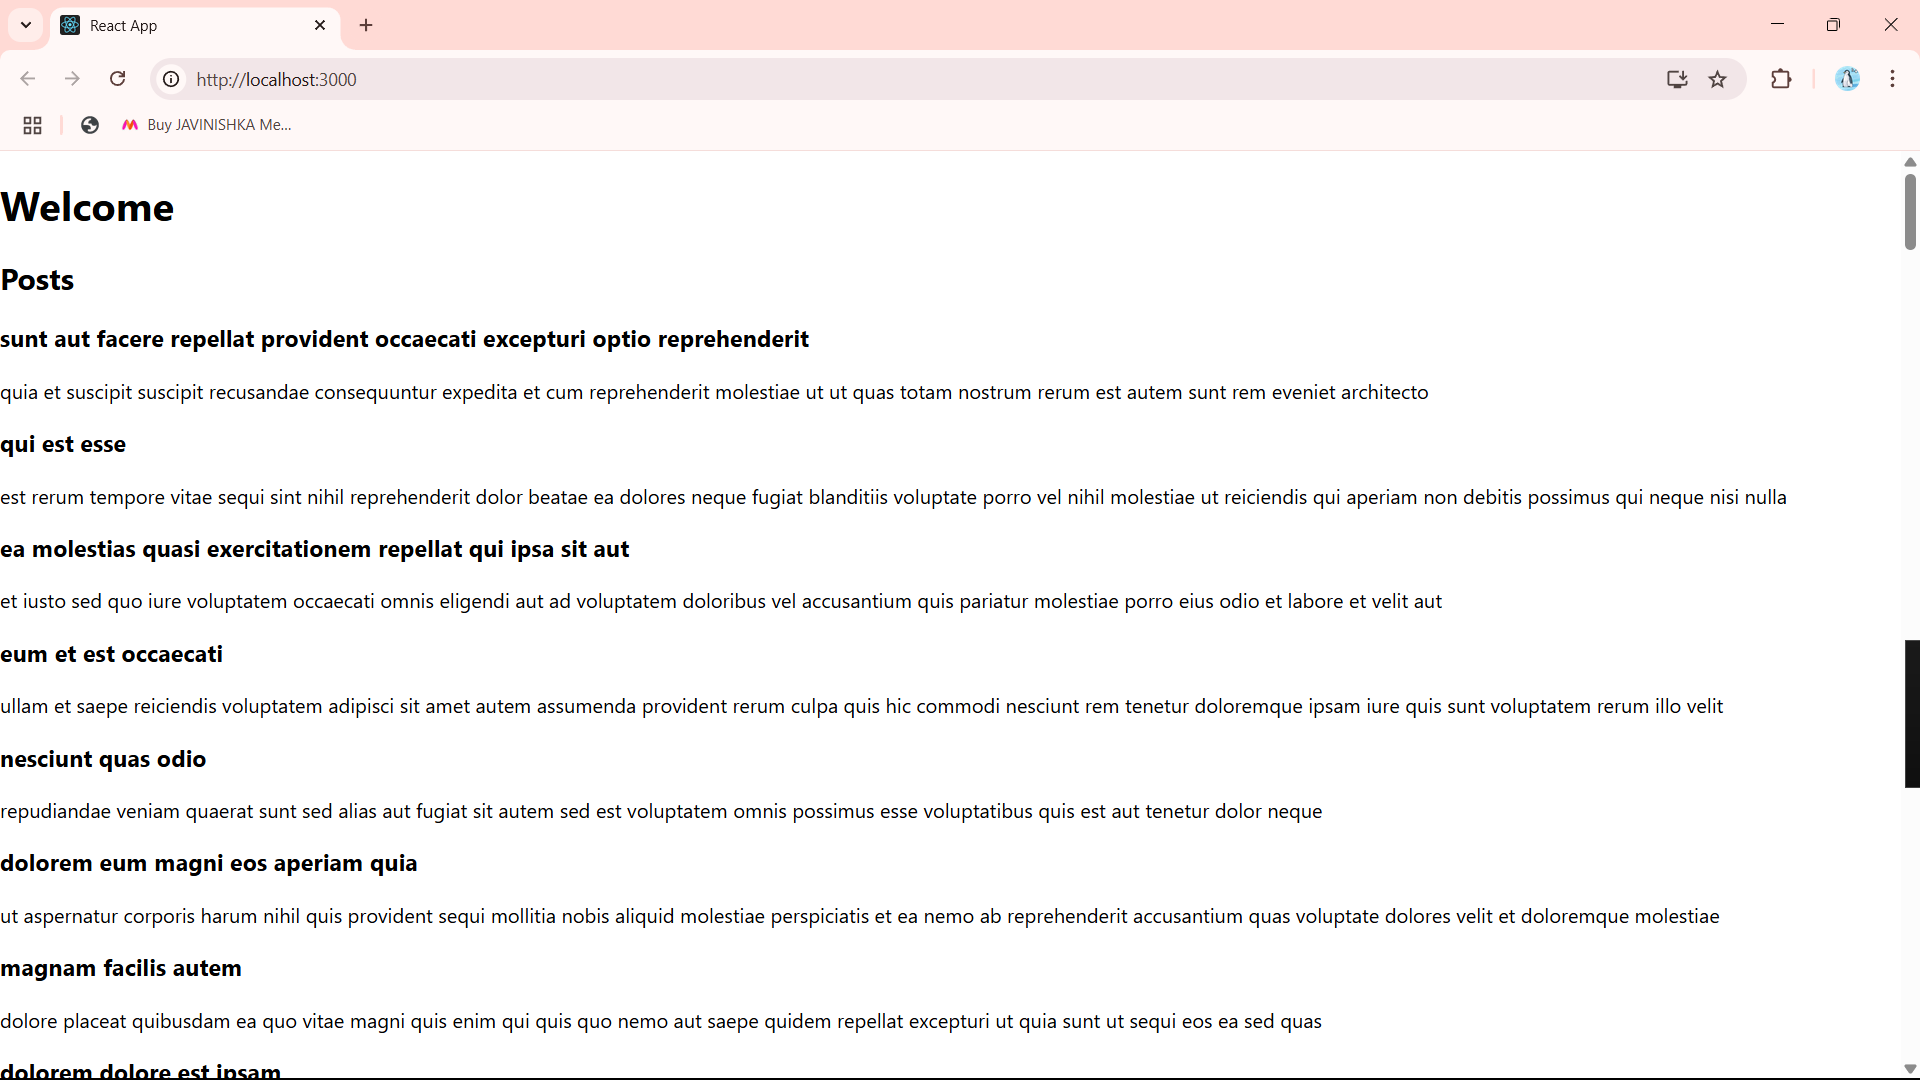 React App
http://localhost:3000
Buy JAVINISHKA Me...
Welcome
Posts
sunt aut facere repellat provident occaecati excepturi optio reprehenderit
quia et suscipit suscipit recusandae consequuntur expedita et cum reprehenderit molestiae ut ut quas totam nostrum rerum est autem sunt rem eveniet architecto
qui est esse
est rerum tempore vitae sequi sint nihil reprehenderit dolor beatae ea dolores neque fugiat blanditiis voluptate porro vel nihil molestiae ut reiciendis qui aperiam non debitis possimus qui neque nisi nulla
ea molestias quasi exercitationem repellat qui ipsa sit aut
et iusto sed quo iure voluptatem occaecati omnis eligendi aut ad voluptatem doloribus vel accusantium quis pariatur molestiae porro eius odio et labore et velit aut
eum et est occaecati
ullam et saepe reiciendis voluptatem adipisci sit amet autem assumenda provident rerum culpa quis hic commodi nesciunt rem tenetur doloremque ipsam iure quis sunt voluptatem rerum illo velit
nesciunt quas odio
repudiandae veniam quaerat sunt sed alias aut fugiat sit autem sed est voluptatem omnis possimus esse voluptatibus quis est aut tenetur dolor neque
dolorem eum magni eos aperiam quia
ut aspernatur corporis harum nihil quis provident sequi mollitia nobis aliquid molestiae perspiciatis et ea nemo ab reprehenderit accusantium quas voluptate dolores velit et doloremque molestiae
magnam facilis autem
dolore placeat quibusdam ea quo vitae magni quis enim qui quis quo nemo aut saepe quidem repellat excepturi ut quia sunt ut sequi eos ea sed quas
dolorem dolore est ipsam